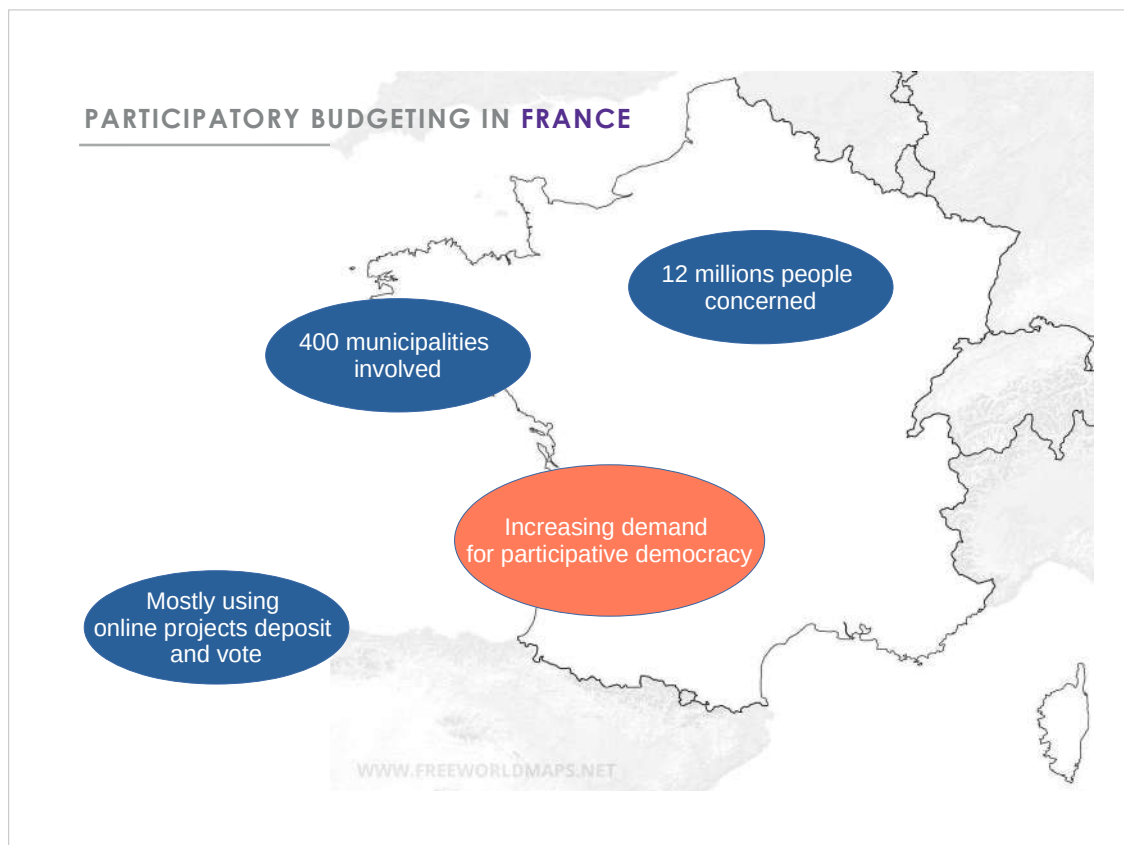 PARTICIPATORY BUDGETING IN FRANCE
12 millions people
concerned
400 municipalities
involved
Increasing demand
for participative democracy
Mostly using
online projects deposit
and vote
WWW.FREEWORLDMAPS.NET